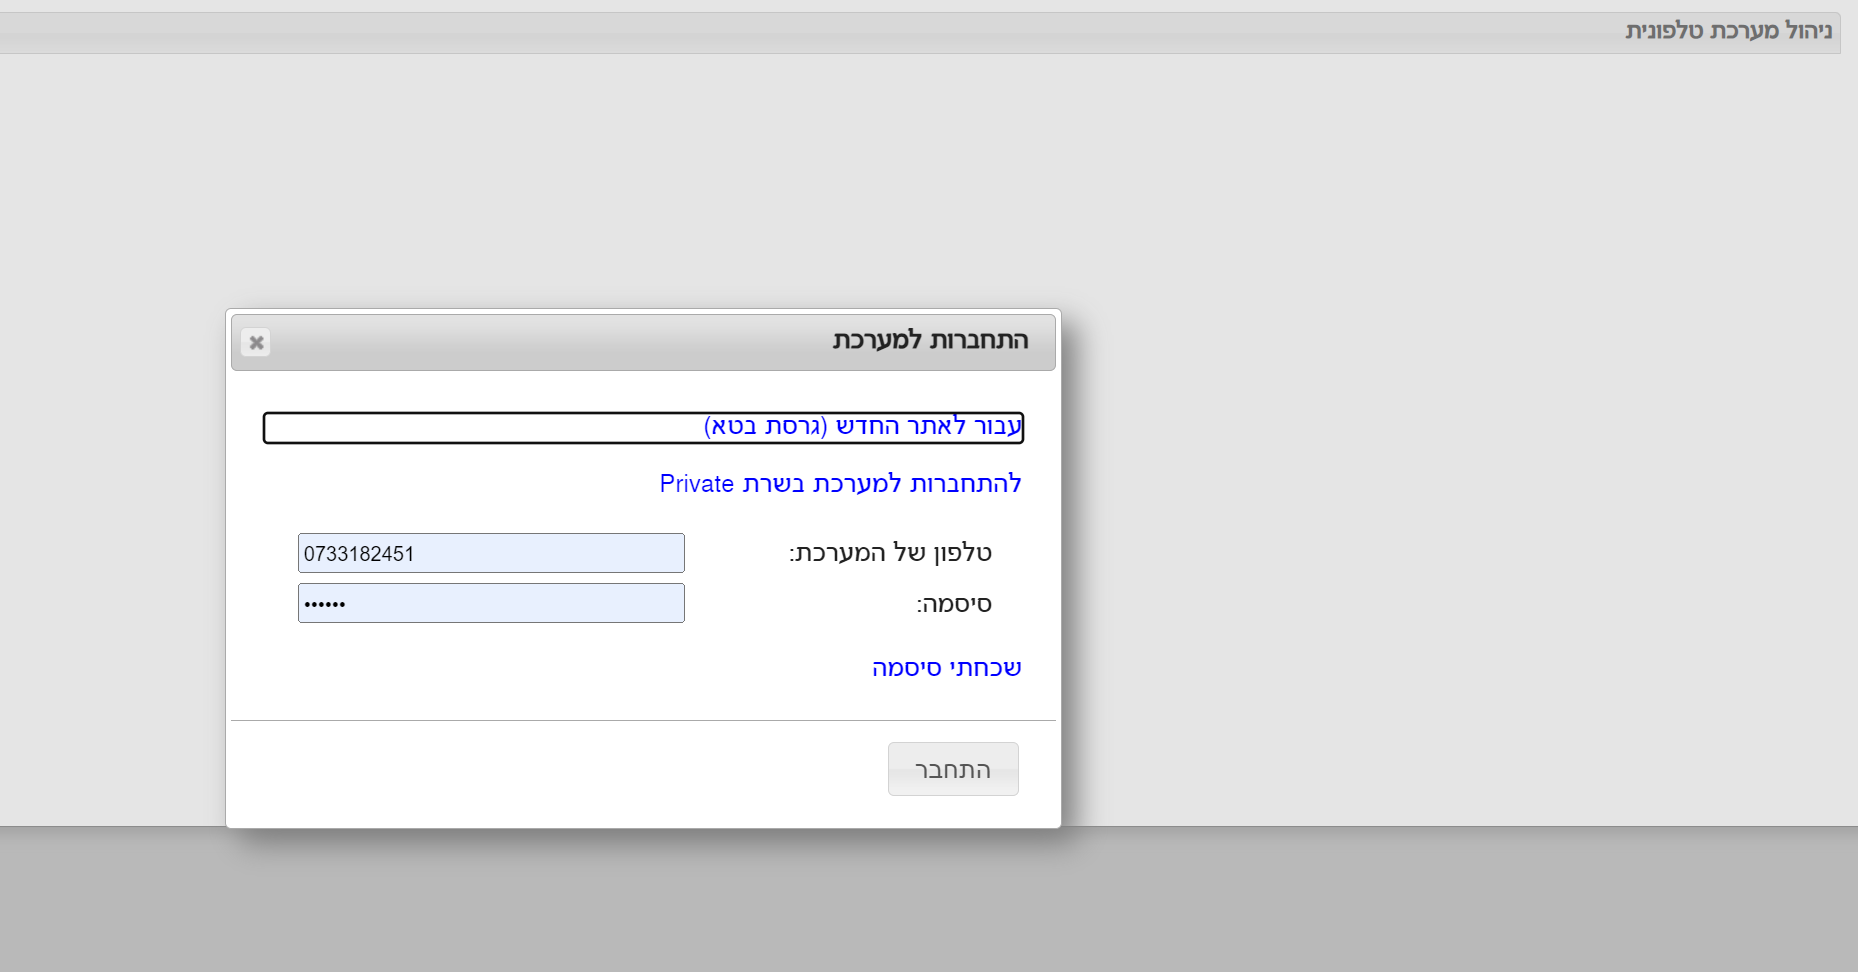 ניהול מערכת טלפונית
התחברות למערכת
עבור לאתר החדש (גרסת בטא)
להתחברות למערכת בשרת Private
טלפון של המערכת:
0733182451
סיסמה:
••••••
שכחתי סיסמה
התחבר